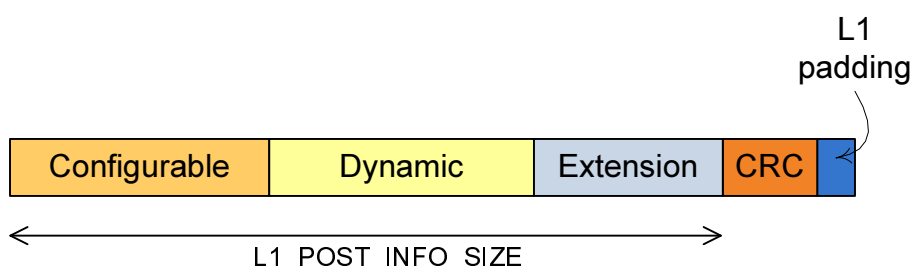 L1
padding
Configurable Dynamic Extension CRC
L1 POST INFO SIZE